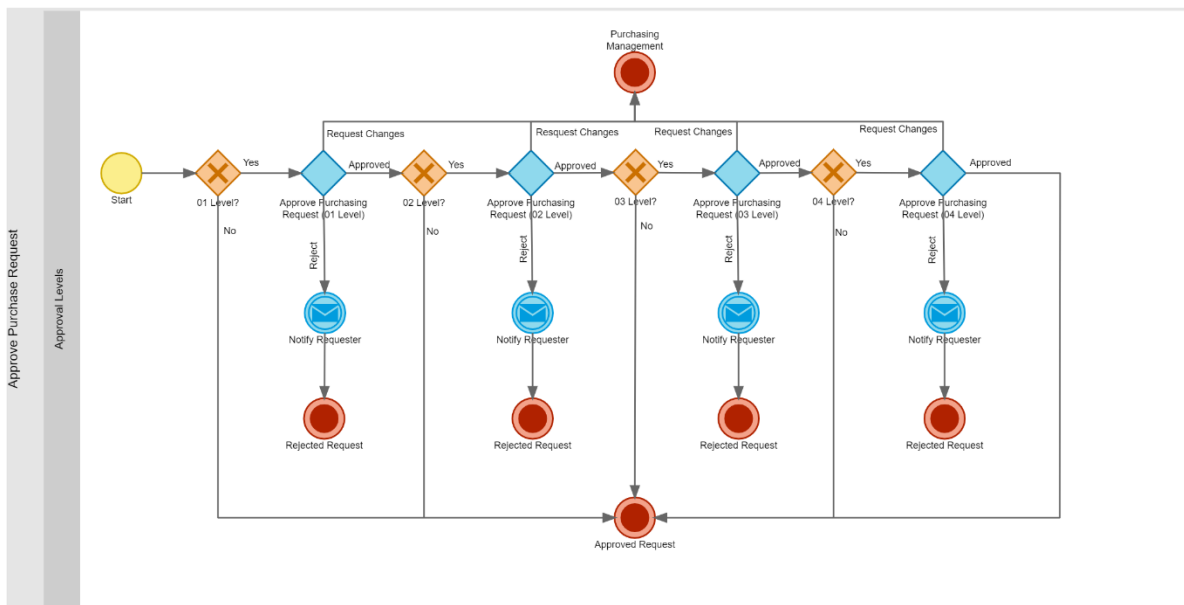 Approve Purchase Request
Approval Levels
Purchasing
Management
Request Changes
Resquest Changes
Request Changes
Request Changes
Start
Yes
01 Level?
No
Approved
Approve Purchasing
Request (01 Level)
Reject
Yes
02 Level?
No
Approved
Approve Purchasing
Request (02 Level)
Reject
Yes
03 Level?
No
Approved
Approve Purchasing
Request (03 Level)
Reject
Yes
04 Level?
No
Approved
Approve Purchasing
Request (04 Level)
Reject
Notify Requester
Notify Requester
Notify Requester
Notify Requester
Rejected Request
Rejected Request
Rejected Request
Rejected Request
Approved Request